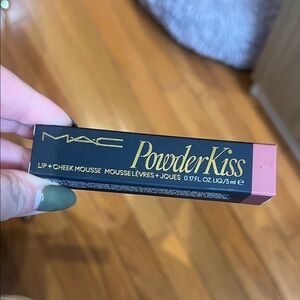 MAC
PowderKiss
LIP + CHEEK MOUSSE MOUSSE LÈVRES + JOUES 0.17 FL. OZ. LIQ./5 ml ℮